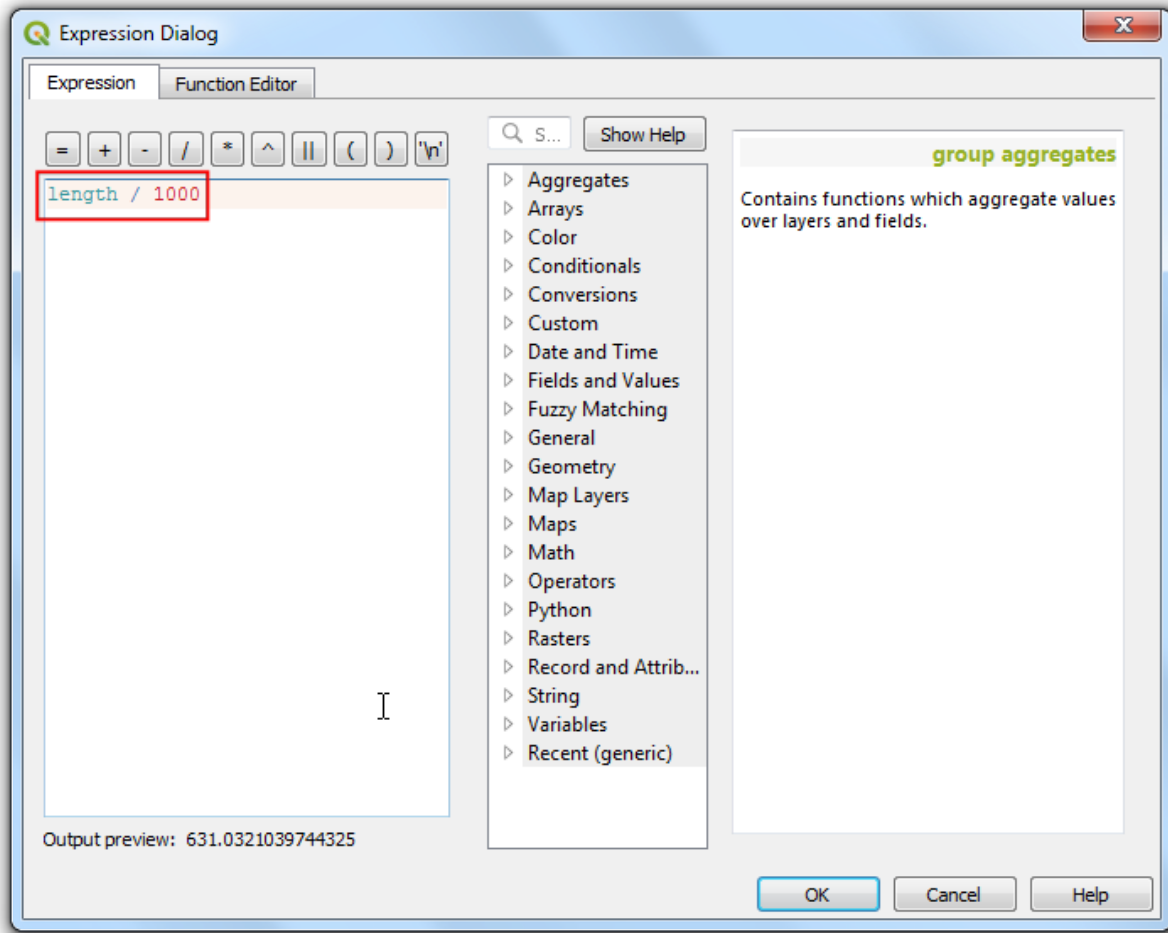 Expression Dialog
Expression
Function Editor
= + - / * ^ || ( ) '\n'
S...
Show Help
length / 1000
Aggregates
Arrays
Color
Conditionals
Conversions
Custom
Date and Time
Fields and Values
Fuzzy Matching
General
Geometry
Map Layers
Maps
Math
Operators
Python
Rasters
Record and Attrib...
String
Variables
Recent (generic)
group aggregates
Contains functions which aggregate values
over layers and fields.
Output preview: 631.0321039744325
OK
Cancel
Help